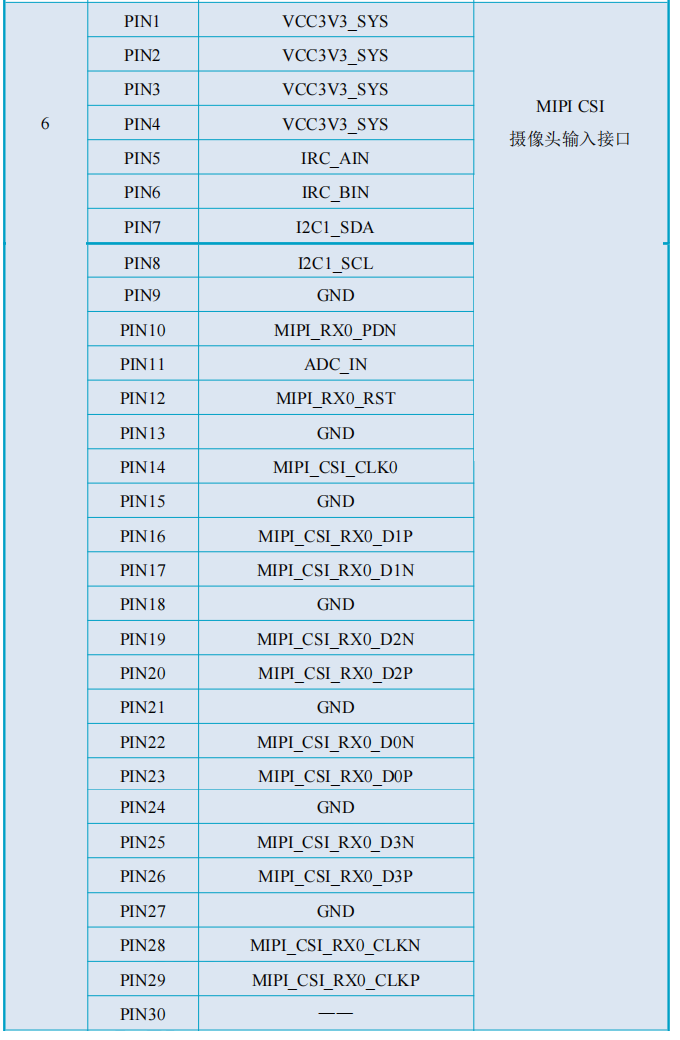 PIN1 VCC3V3_SYS
PIN2 VCC3V3_SYS
PIN3 VCC3V3_SYS
MIPI CSI
6 PIN4 VCC3V3_SYS
摄像头输入接口
PIN5 IRC_AIN
PIN6 IRC_BIN
PIN7 I2C1_SDA
PIN8 I2C1_SCL
PIN9 GND
PIN10 MIPI_RX0_PDN
PIN11 ADC_IN
PIN12 MIPI_RX0_RST
PIN13 GND
PIN14 MIPI_CSI_CLK0
PIN15 GND
PIN16 MIPI_CSI_RX0_D1P
PIN17 MIPI_CSI_RX0_D1N
PIN18 GND
PIN19 MIPI_CSI_RX0_D2N
PIN20 MIPI_CSI_RX0_D2P
PIN21 GND
PIN22 MIPI_CSI_RX0_D0N
PIN23 MIPI_CSI_RX0_D0P
PIN24 GND
PIN25 MIPI_CSI_RX0_D3N
PIN26 MIPI_CSI_RX0_D3P
PIN27 GND
PIN28 MIPI_CSI_RX0_CLKN
PIN29 MIPI_CSI_RX0_CLKP
PIN30 ——